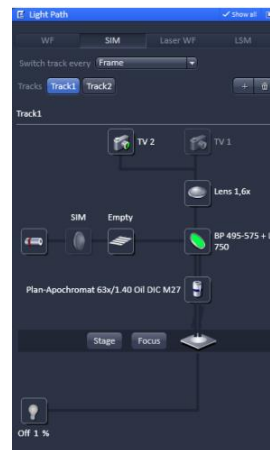 Light Path
Show all
WF SIM Laser WF LSM
Switch track every Frame
Tracks Track1 Track2 +
Track1
TV 2 TV 1
Lens 1,6x
SIM Empty
BP 495-575 +
750
Plan-Apochromat 63x/1.40 Oil DIC M27
Stage Focus
Off 1 %